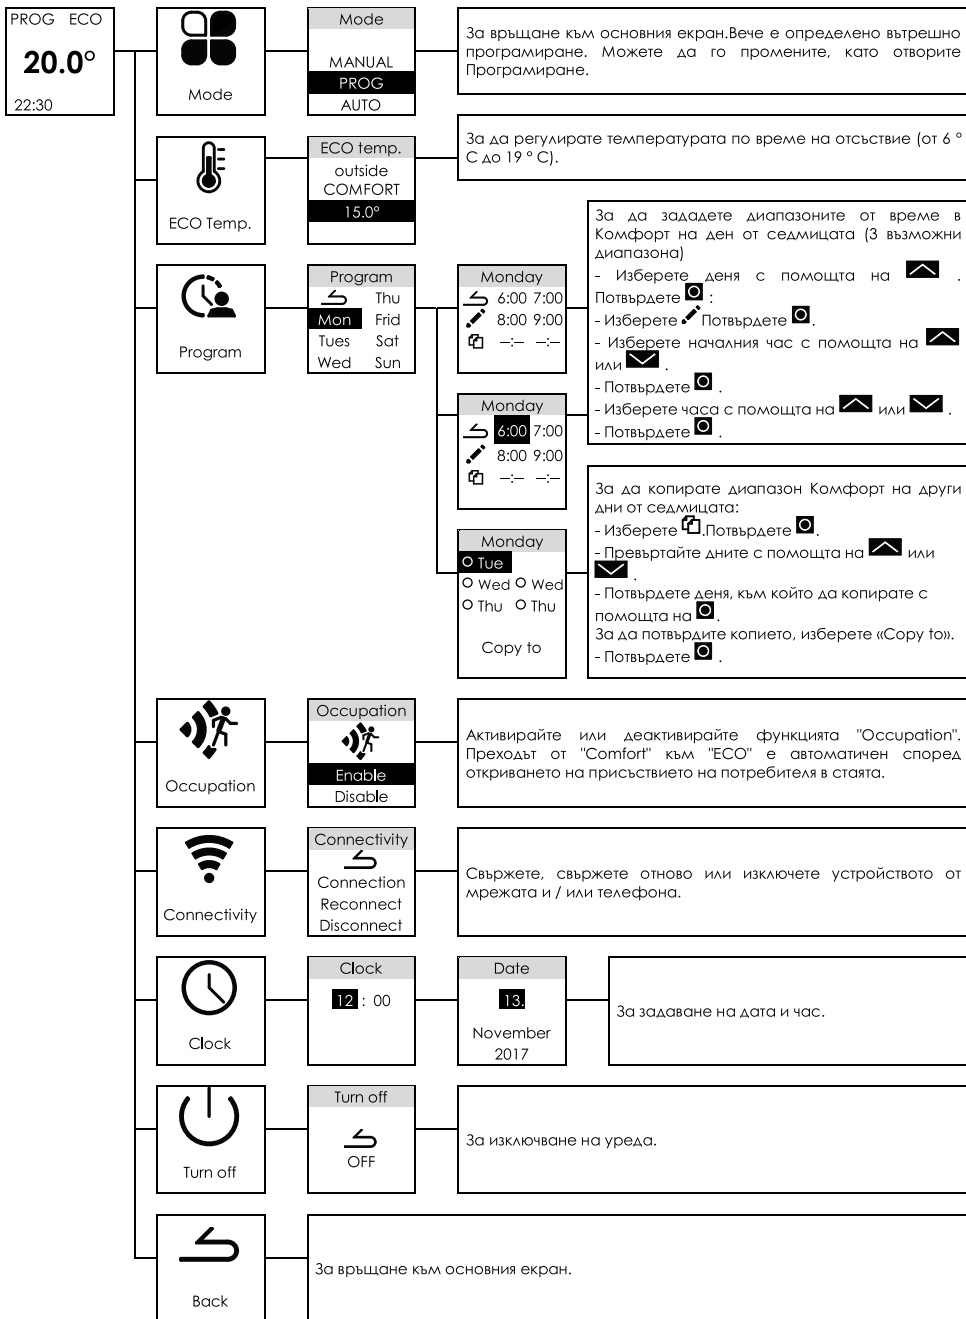 PROG ECO
20.0°
22:30
Mode
Mode
MANUAL
PROG
AUTO
За връщане към основния екран.Вече е определено вътрешно
програмиране. Можете да го промените, като отворите
Програмиране.
ECO Temp.
ECO temp.
outside
COMFORT
15.0°
За да регулирате температурата по време на отсъствие (от 6 °
C до 19 ° C).
Program
Program
Thu
Mon Frid
Tues Sat
Wed Sun
Monday
6:00 7:00
8:00 9:00
–:– –:–
За да зададете диапазоните от време в
Комфорт на ден от седмицата (3 възможни
диапазона)
- Изберете деня с помощта на .
Потвърдете :
- Изберете Потвърдете .
- Изберете началния час с помощта на
или .
- Потвърдете .
- Изберете часа с помощта на или .
- Потвърдете .
Monday
6:00 7:00
8:00 9:00
–:– –:–
Monday
Tue
Wed Wed
Thu Thu
Copy to
За да копирате диапазон Комфорт на други
дни от седмицата:
- Изберете .Потвърдете .
- Превъртайте дните с помощта на или
.
- Потвърдете деня, към който да копирате с
помощта на .
За да потвърдите копието, изберете «Copy to».
- Потвърдете .
Occupation
Occupation
Enable
Disable
Активирайте или деактивирайте функцията "Occupation".
Преходът от "Comfort" към "ECO" е автоматичен според
откриването на присъствието на потребителя в стаята.
Connectivity
Connectivity
Connection
Reconnect
Disconnect
Свържете, свържете отново или изключете устройството от
мрежата и / или телефона.
Clock
Clock
12 : 00
Date
13.
November
2017
За задаване на дата и час.
Turn off
Turn off
OFF
За изключване на уреда.
Back
За връщане към основния екран.